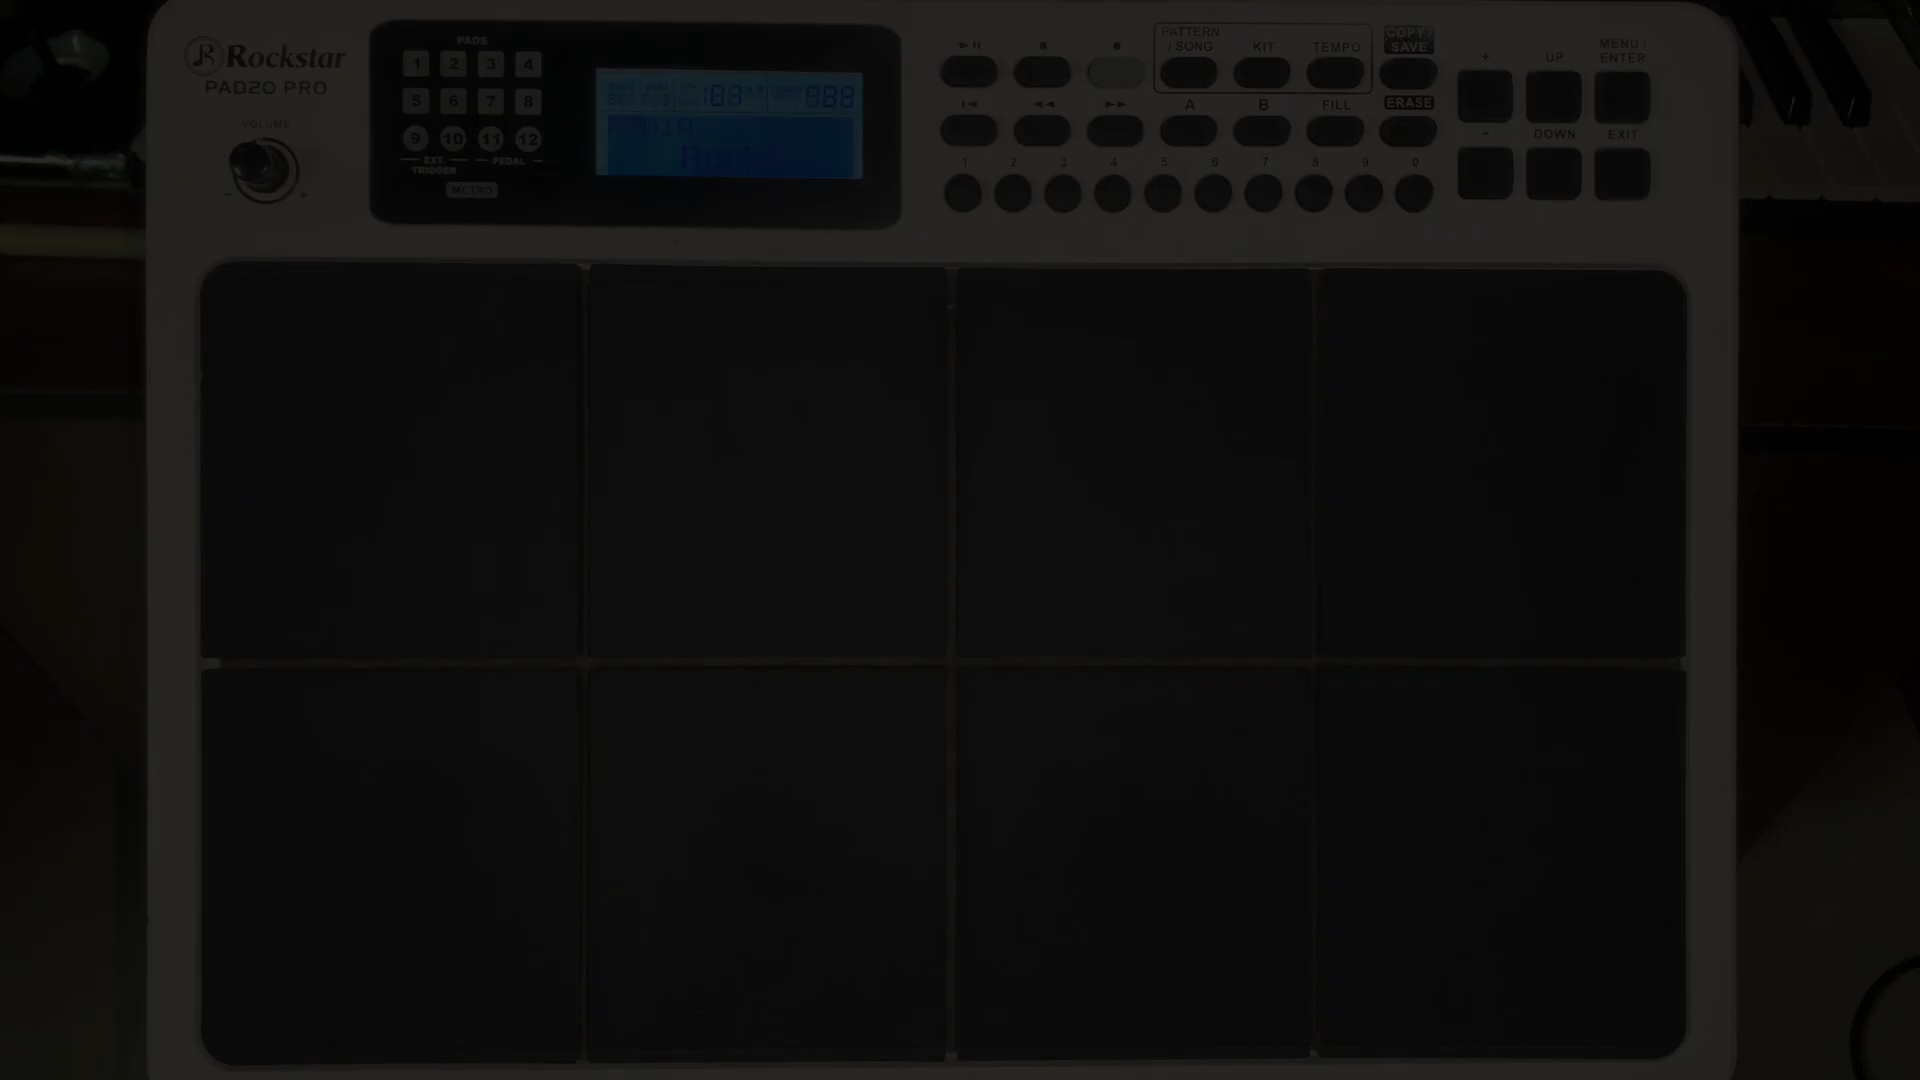 Rockstar
PAD20 PRO
VOLUME
- +
PADS
1 2 3 4
5 6 7 8
9 10 11 12
EXT. TRIGGER
PEDAL
METRO
PATTERN / SONG
KIT
TEMPO
COPY / SAVE
A
B
FILL
ERASE
1 2 3 4 5 6 7 8 9 0
+
UP
MENU / ENTER
-
DOWN
EXIT